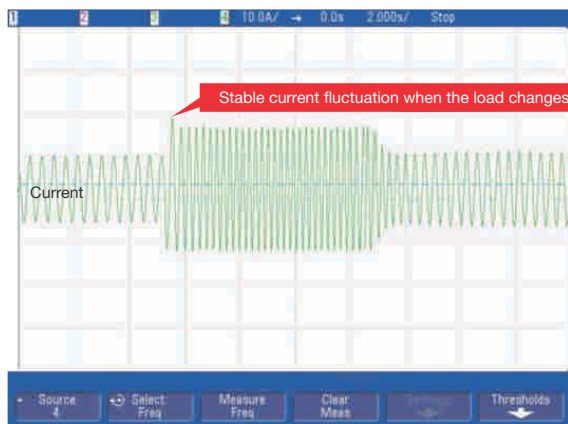 1 2 3 4 10.0A/ → 0.0s 2.000s/ Stop
Stable current fluctuation when the load changes
Current
Source Select: Measure Clear Thresholds
4 Freq Freq Meas